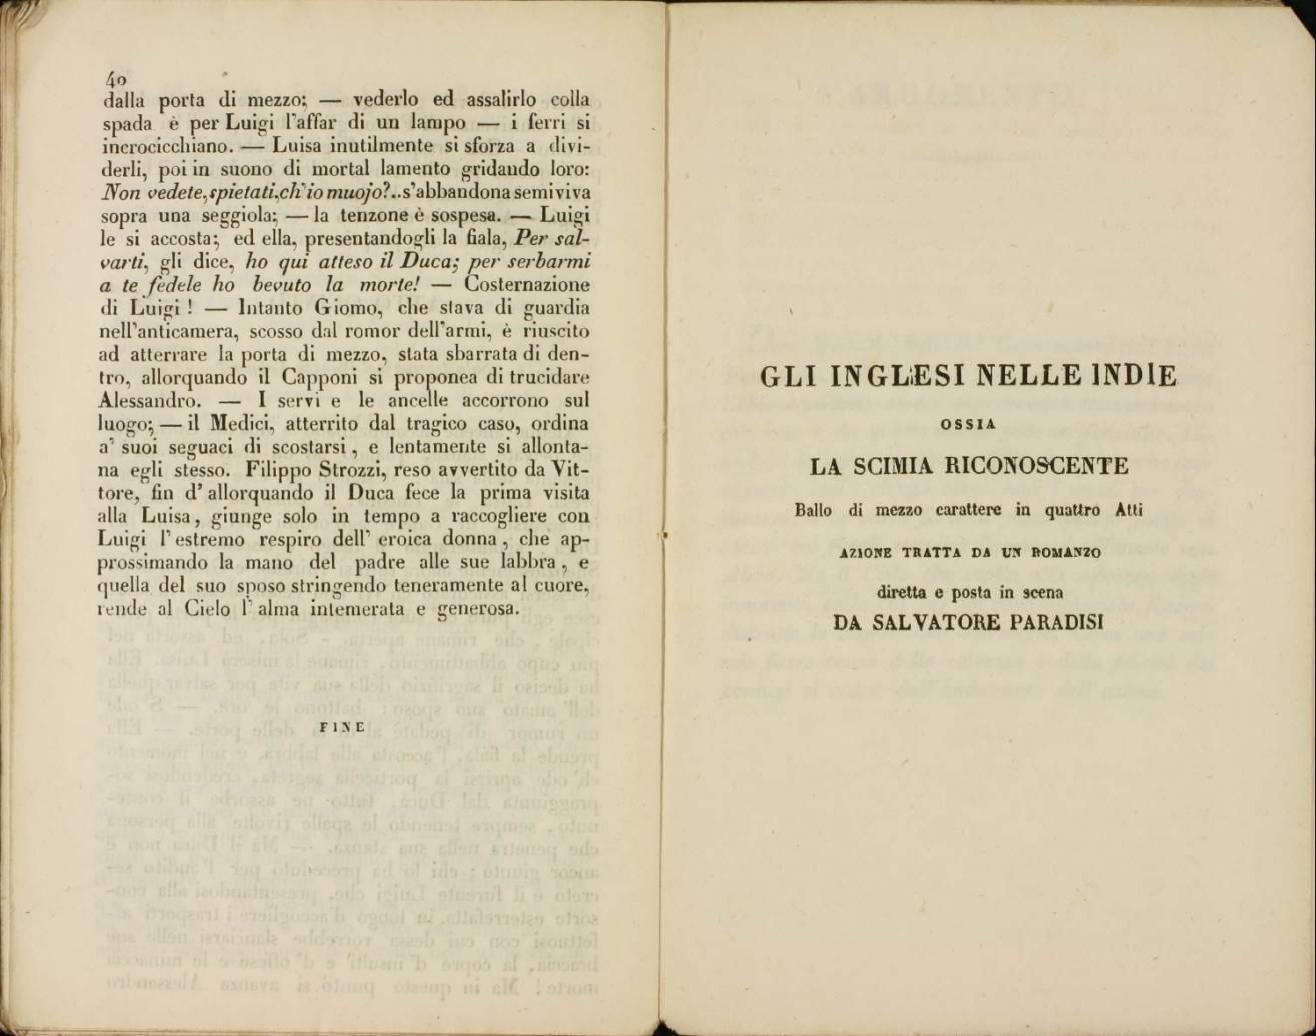 40
dalla porta di mezzo; — vederlo ed assalirlo colla
spada è per Luigi l'affar di un lampo — i ferri si
incrocicchiano. — Luisa inutilmente si sforza a divi-
derli, poi in suono di mortal lamento gridando loro:
Non vedete, spietati, ch'io muojo?.. s'abbandona semiviva
sopra una seggiola; — la tenzone è sospesa. — Luigi
le si accosta; ed ella, presentandogli la fiala, Per sal-
varti, gli dice, ho qui atteso il Duca; per serbarmi
a te fedele ho bevuto la morte! — Costernazione
di Luigi ! — Intanto Giomo, che stava di guardia
nell'anticamera, scosso dal romor dell'armi, è riuscito
ad atterrare la porta di mezzo, stata sbarrata di den-
tro, allorquando il Capponi si proponea di trucidare
Alessandro. — I servi e le ancelle accorrono sul
luogo; — il Medici, atterrito dal tragico caso, ordina
a' suoi seguaci di scostarsi, e lentamente si allonta-
na egli stesso. Filippo Strozzi, reso avvertito da Vit-
tore, fin d' allorquando il Duca fece la prima visita
alla Luisa, giunge solo in tempo a raccogliere con
Luigi l' estremo respiro dell' eroica donna, che ap-
prossimando la mano del padre alle sue labbra, e
quella del suo sposo stringendo teneramente al cuore,
rende al Cielo l' alma intemerata e generosa.
FINE
GLI INGLESI NELLE INDIE
OSSIA
LA SCIMIA RICONOSCENTE
Ballo di mezzo carattere in quattro Atti
AZIONE TRATTA DA UN ROMANZO
diretta e posta in scena
DA SALVATORE PARADISI